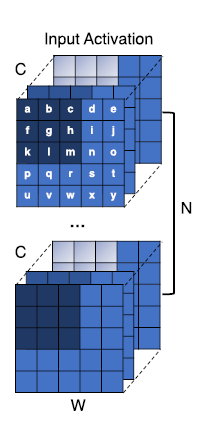 Input Activation
C
a b c d e
f g h i j
k l m n o
p q r s t
u v w x y
N
...
C
W